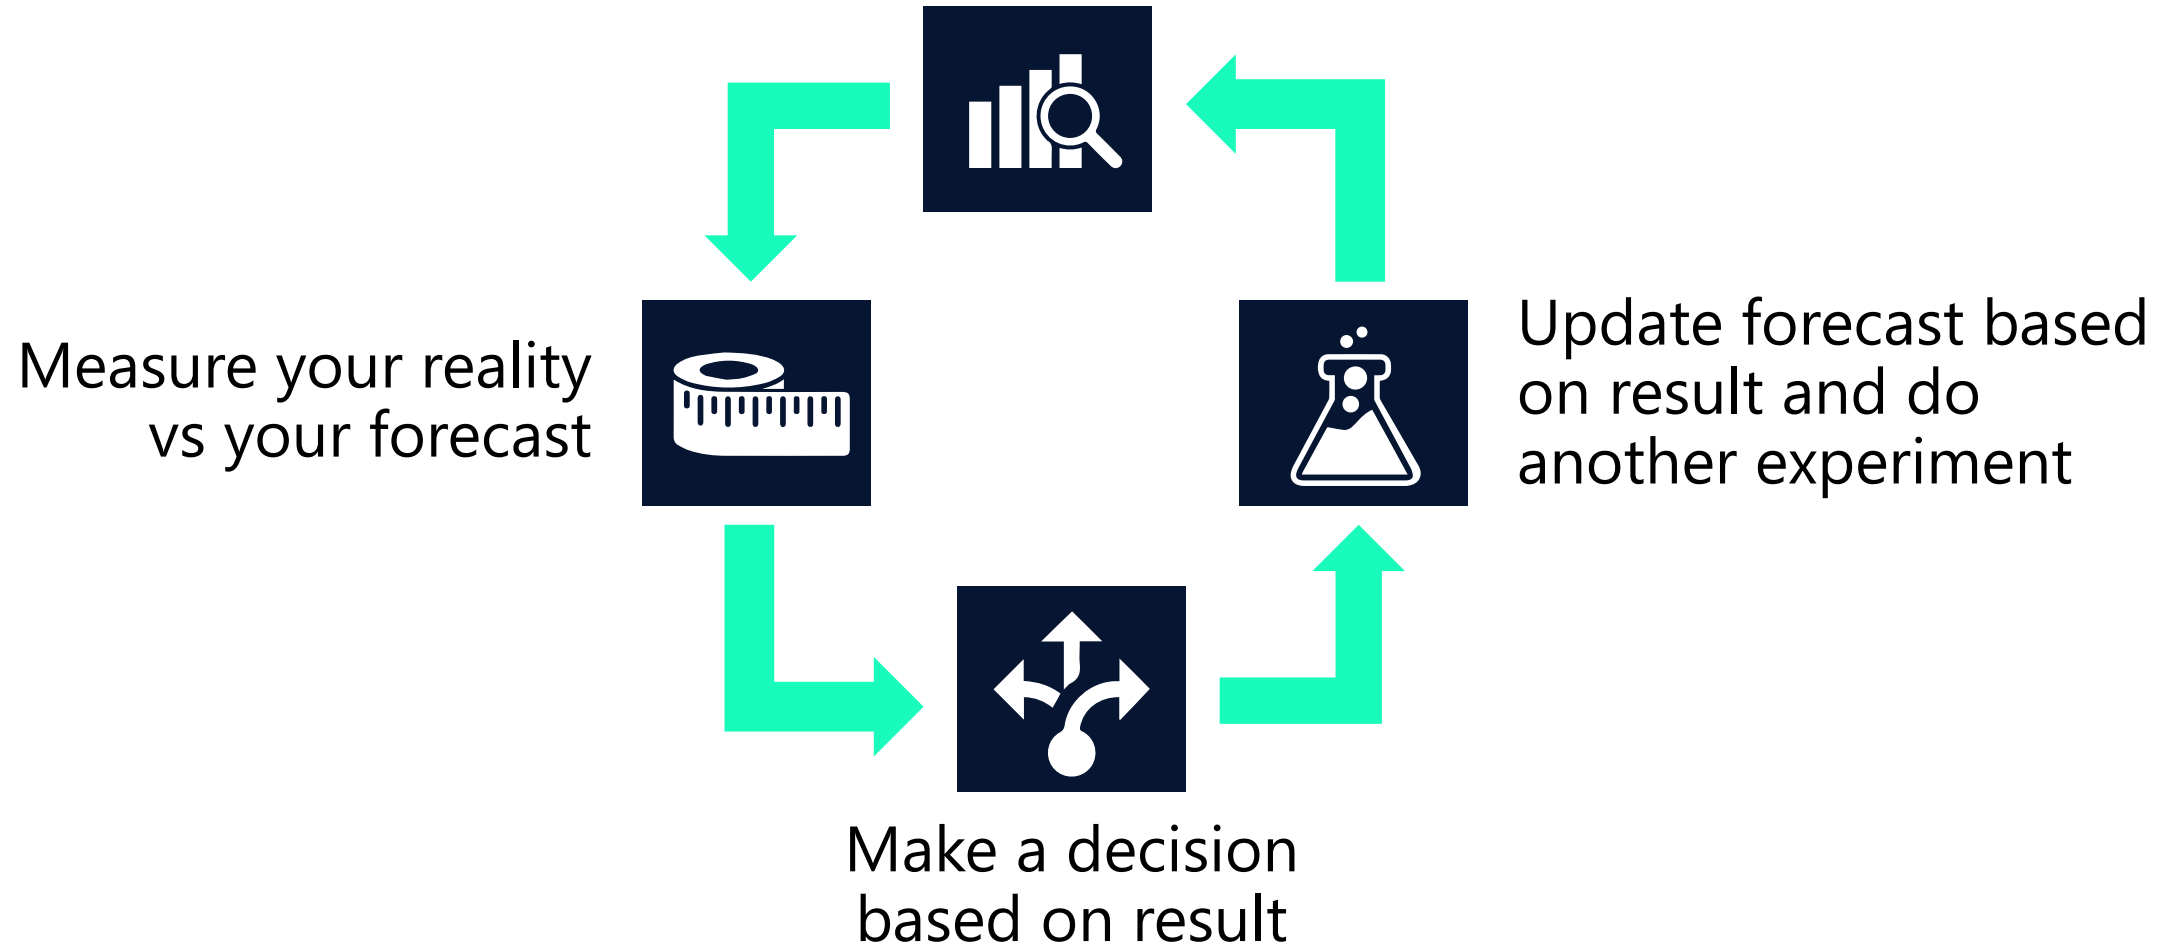 Measure your reality
vs your forecast
Update forecast based
on result and do
another experiment
Make a decision
based on result